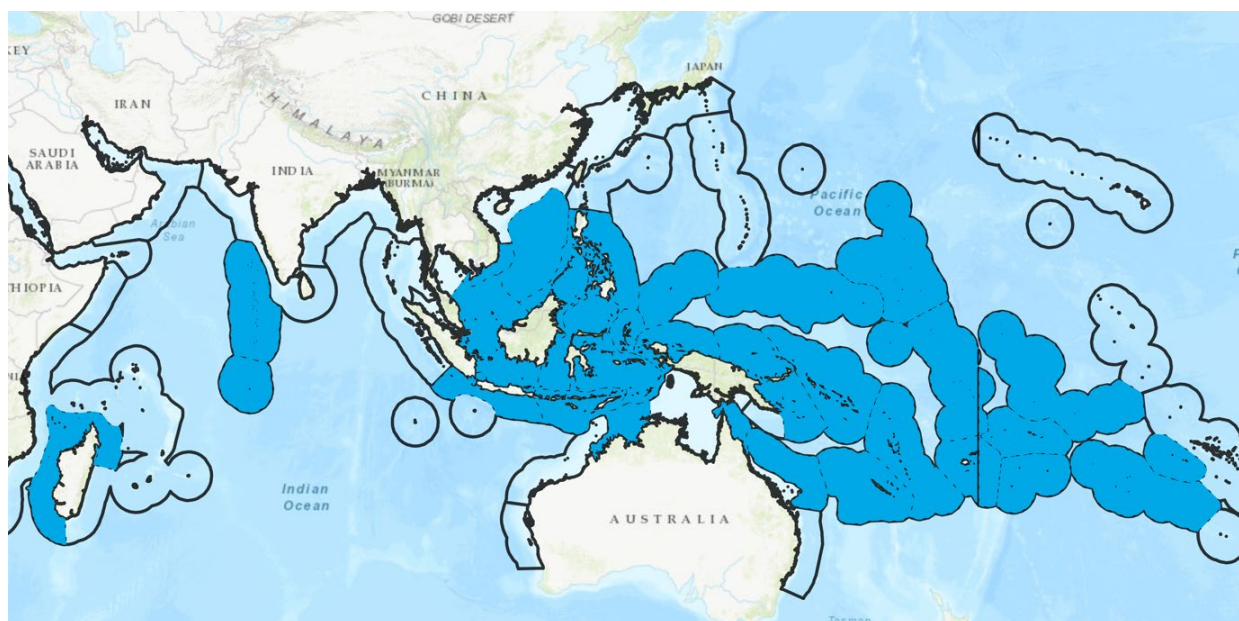 GOBI DESERT
KEY
JAPAN
CHINA
IRAN
HIMALAYA
SAUDI
ARABIA
INDIA
MYANMAR
(BURMA)
Pacific
Ocean
Arabian
Sea
THIOPIA
Indian
Ocean
AUSTRALIA
Tasman